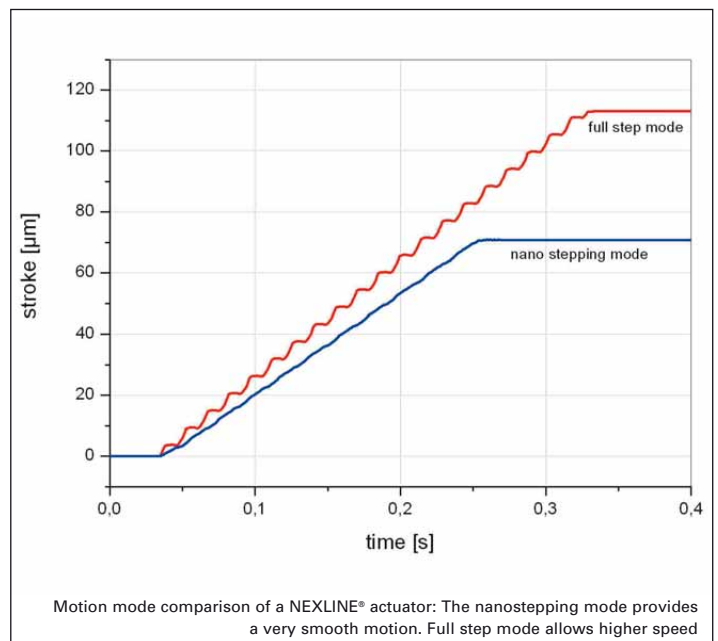 120
100
80
60
40
20
0
stroke [µm]
full step mode
nano stepping mode
0,0
0,1
0,2
0,3
0,4
time [s]
Motion mode comparison of a NEXLINE® actuator: The nanostepping mode provides
a very smooth motion. Full step mode allows higher speed